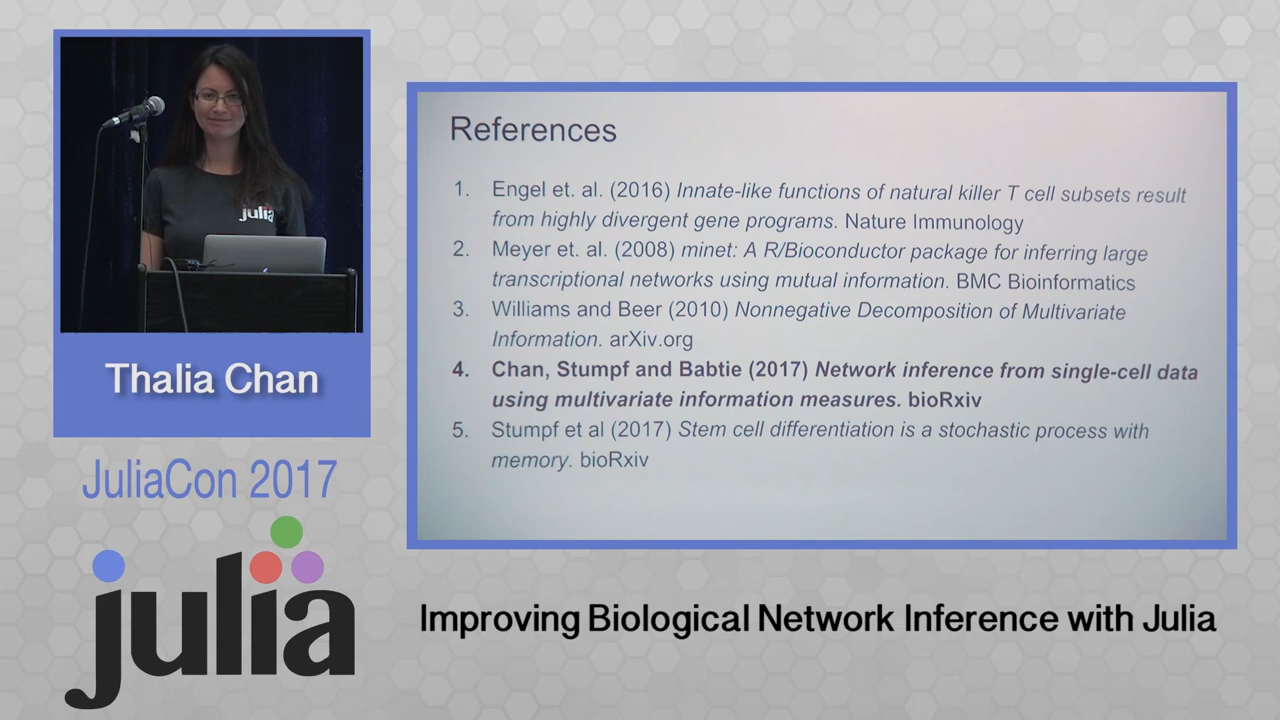 julia
Thalia Chan
JuliaCon 2017
julia
References
1. Engel et. al. (2016) Innate-like functions of natural killer T cell subsets result
from highly divergent gene programs. Nature Immunology
2. Meyer et. al. (2008) minet: A R/Bioconductor package for inferring large
transcriptional networks using mutual information. BMC Bioinformatics
3. Williams and Beer (2010) Nonnegative Decomposition of Multivariate
Information. arXiv.org
4. Chan, Stumpf and Babtie (2017) Network inference from single-cell data
using multivariate information measures. bioRxiv
5. Stumpf et al (2017) Stem cell differentiation is a stochastic process with
memory. bioRxiv
Improving Biological Network Inference with Julia